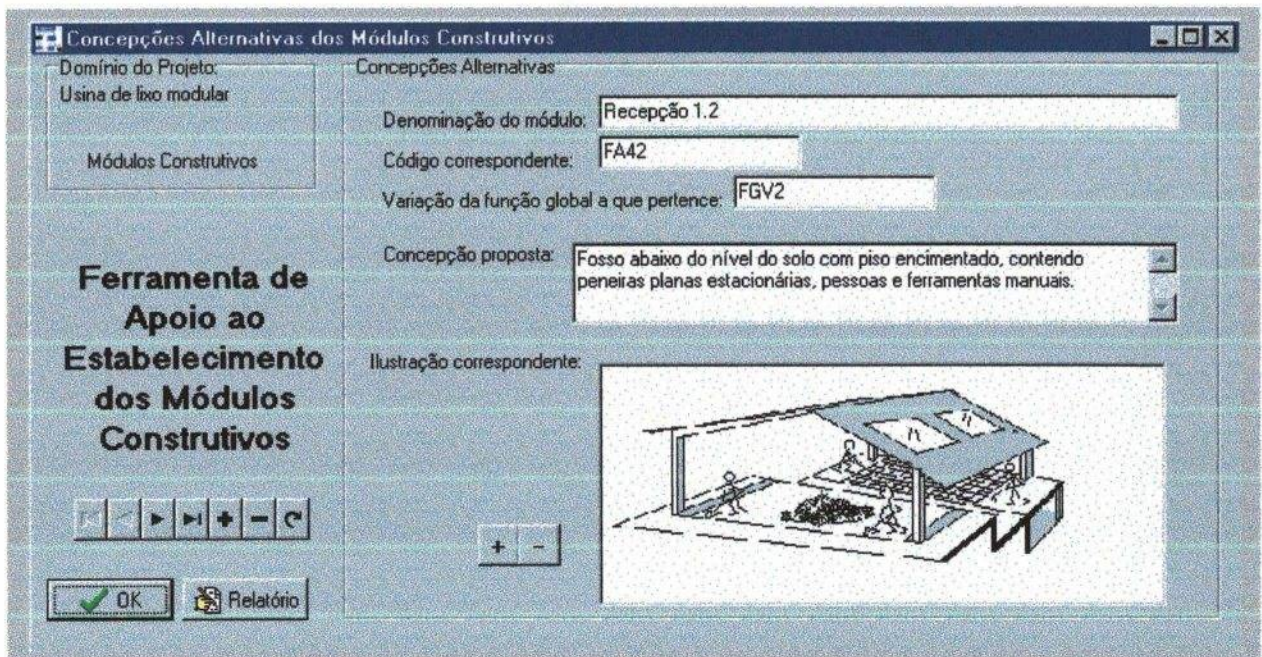 Concepções Alternativas dos Módulos Construtivos
Domínio do Projeto:
Usina de lixo modular
Módulos Construtivos
Ferramenta de
Apoio ao
Estabelecimento
dos Módulos
Construtivos
OK
Relatório
Concepções Alternativas
Denominação do módulo: Recepção 1.2
Código correspondente: FA42
Variação da função global a que pertence: FGV2
Concepção proposta: Fosso abaixo do nível do solo com piso encimentado, contendo
peneiras planas estacionárias, pessoas e ferramentas manuais.
Ilustração correspondente: